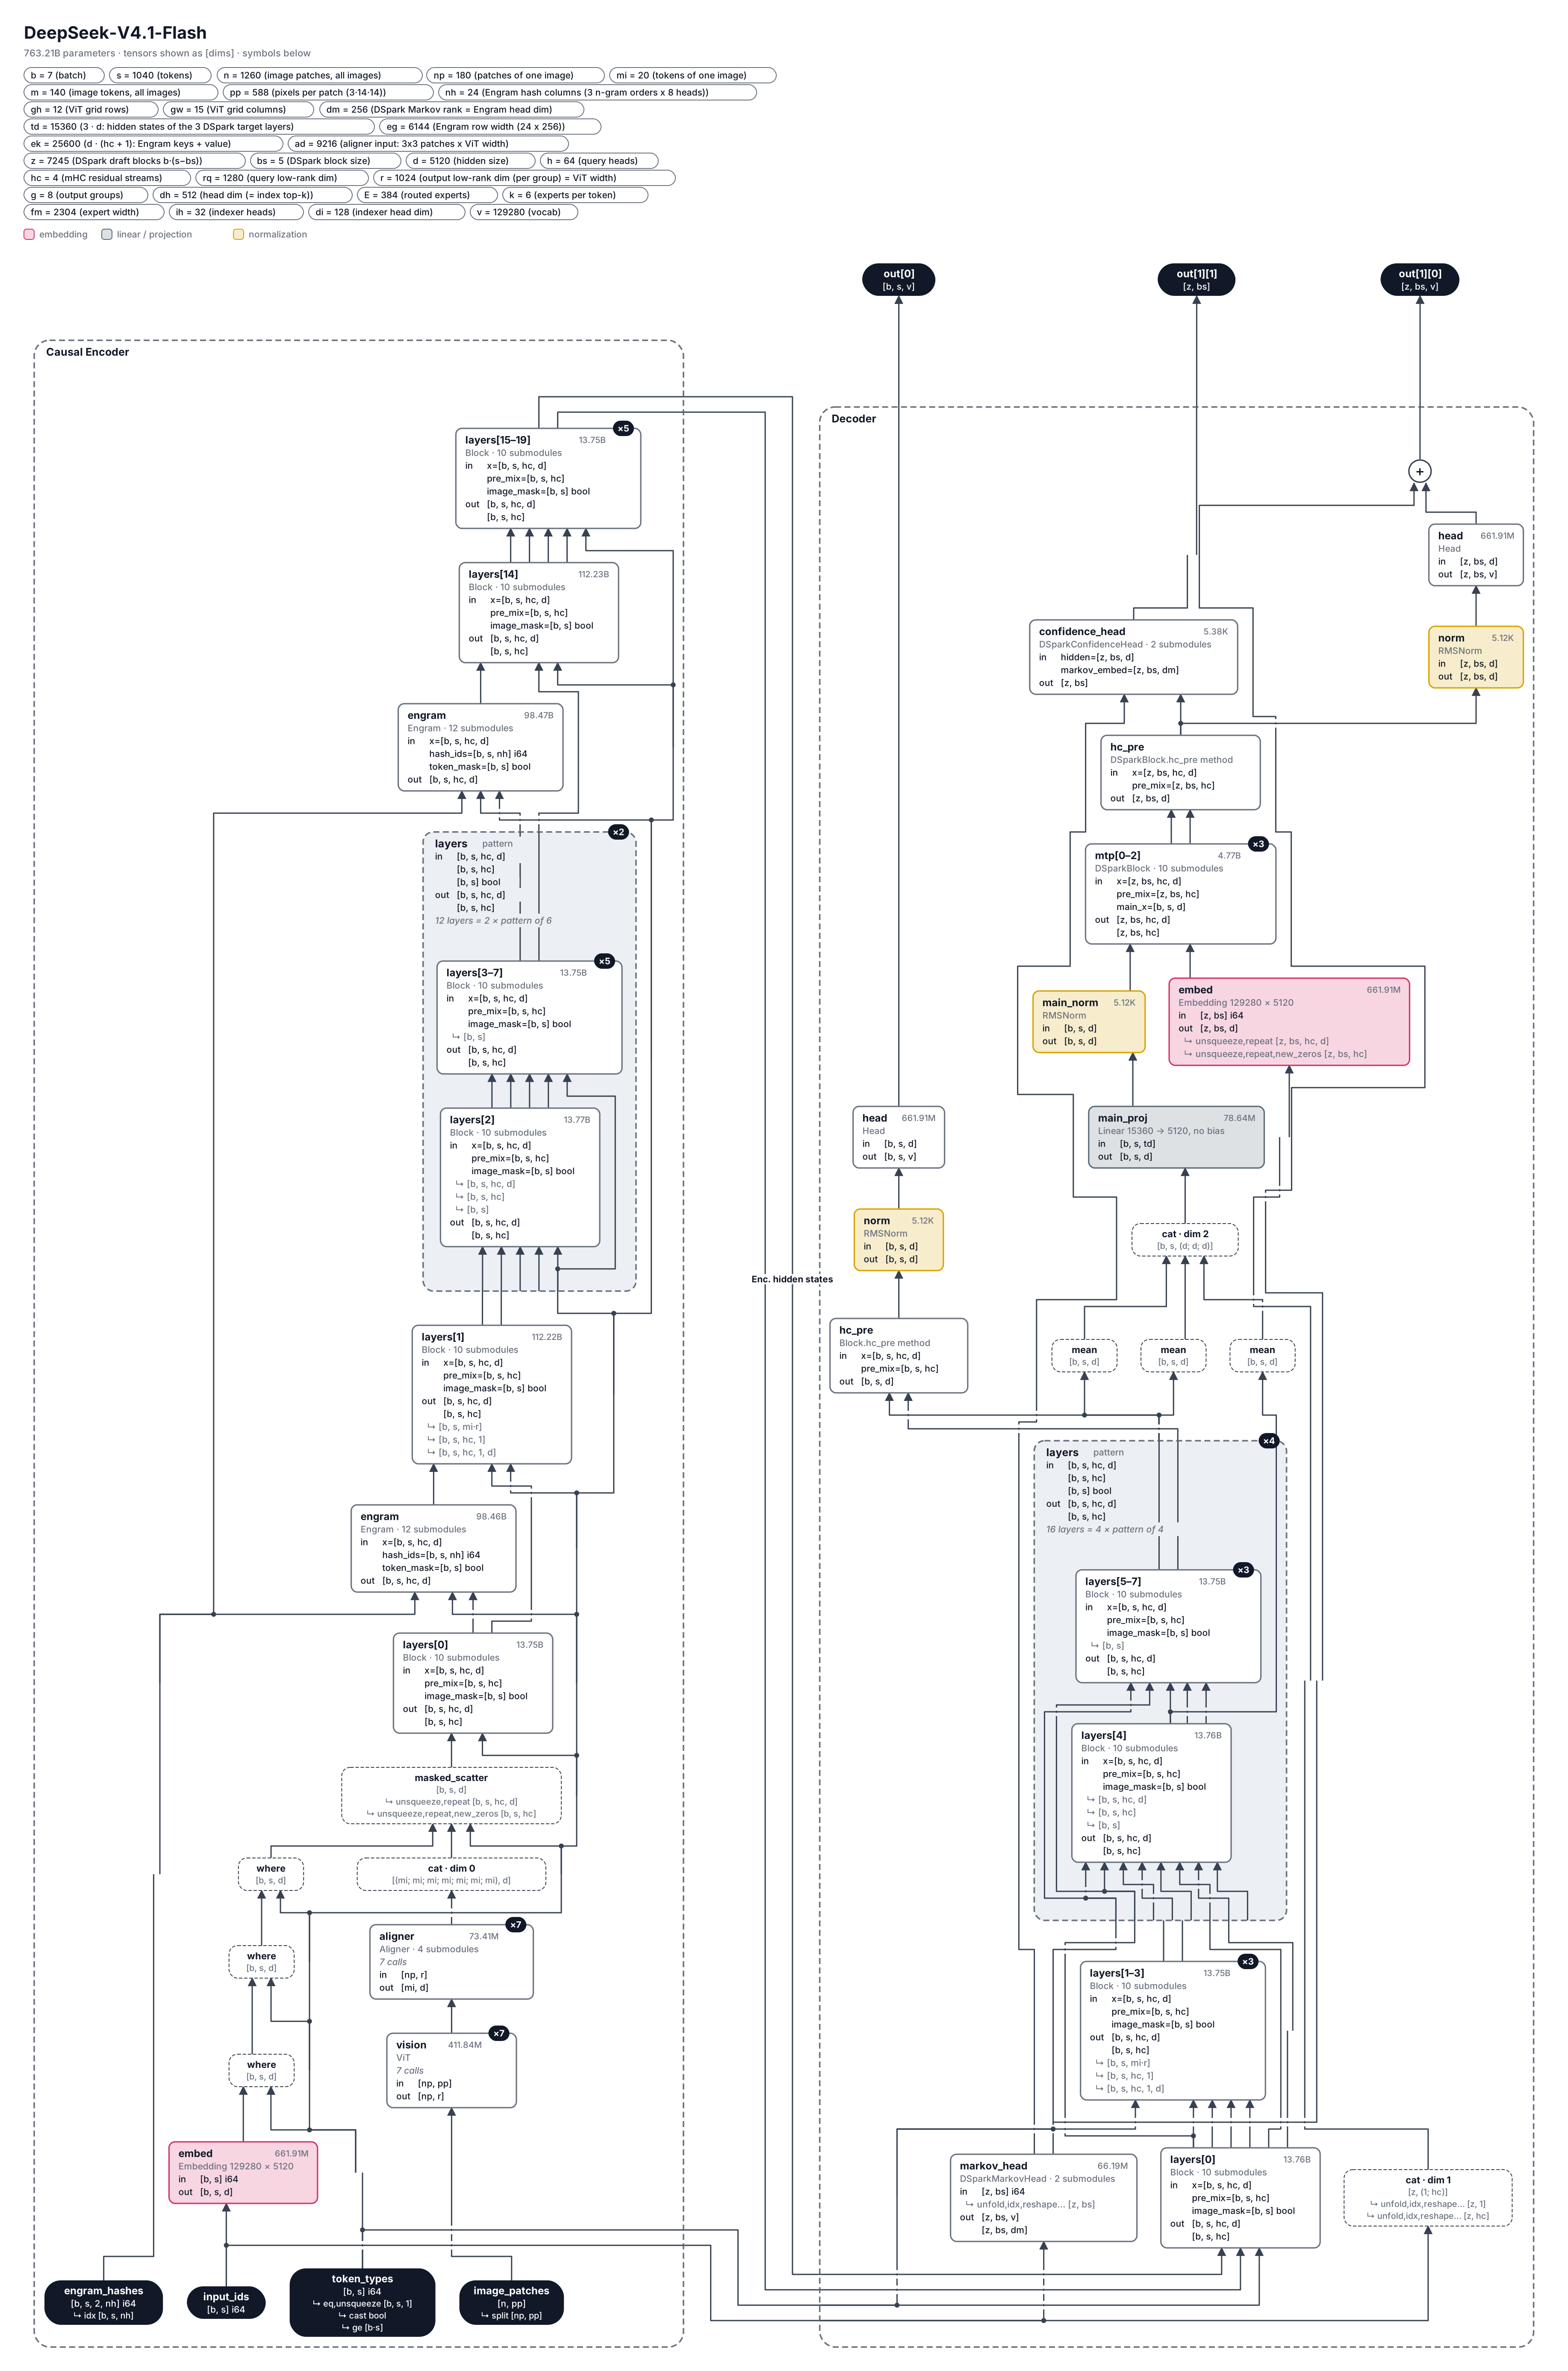 DeepSeek-V4.1-Flash
763.21B parameters · tensors shown as [dims] · symbols below
b = 7 (batch) s = 1040 (tokens) n = 1260 (image patches, all images) np = 180 (patches of one image) mi = 20 (tokens of one image)
m = 140 (image tokens, all images) pp = 588 (pixels per patch (3·14·14)) nh = 24 (Engram hash columns (3 n-gram orders x 8 heads))
gh = 12 (ViT grid rows) gw = 15 (ViT grid columns) dm = 256 (DSpark Markov rank = Engram head dim)
td = 15360 (3 · d: hidden states of the 3 DSpark target layers) eg = 6144 (Engram row width (24 x 256))
ek = 25600 (d · (hc + 1): Engram keys + value) ad = 9216 (aligner input: 3x3 patches x ViT width)
z = 7245 (DSpark draft blocks b·(s−bs)) bs = 5 (DSpark block size) d = 5120 (hidden size) h = 64 (query heads)
hc = 4 (mHC residual streams) rq = 1280 (query low-rank dim) r = 1024 (output low-rank dim (per group) = ViT width)
g = 8 (output groups) dh = 512 (head dim (= index top-k)) E = 384 (routed experts) k = 6 (experts per token)
fm = 2304 (expert width) ih = 32 (indexer heads) di = 128 (indexer head dim) v = 129280 (vocab)
embedding linear / projection normalization
out[0]
[b, s, v]
out[1][1]
[z, bs]
out[1][0]
[z, bs, v]
Causal Encoder
layers[15–19] 13.75B ×5
Block · 10 submodules
in x=[b, s, hc, d]
pre_mix=[b, s, hc]
image_mask=[b, s] bool
out [b, s, hc, d]
[b, s, hc]
layers[14] 112.23B
Block · 10 submodules
in x=[b, s, hc, d]
pre_mix=[b, s, hc]
image_mask=[b, s] bool
out [b, s, hc, d]
[b, s, hc]
engram 98.47B
Engram · 12 submodules
in x=[b, s, hc, d]
hash_ids=[b, s, nh] i64
token_mask=[b, s] bool
out [b, s, hc, d]
layers pattern ×2
in [b, s, hc, d]
[b, s, hc]
[b, s] bool
out [b, s, hc, d]
[b, s, hc]
12 layers = 2 × pattern of 6
layers[3–7] 13.75B ×5
Block · 10 submodules
in x=[b, s, hc, d]
pre_mix=[b, s, hc]
image_mask=[b, s] bool
↳ [b, s]
out [b, s, hc, d]
[b, s, hc]
layers[2] 13.77B
Block · 10 submodules
in x=[b, s, hc, d]
pre_mix=[b, s, hc]
image_mask=[b, s] bool
↳ [b, s, hc, d]
↳ [b, s, hc]
↳ [b, s]
out [b, s, hc, d]
[b, s, hc]
layers[1] 112.22B
Block · 10 submodules
in x=[b, s, hc, d]
pre_mix=[b, s, hc]
image_mask=[b, s] bool
out [b, s, hc, d]
[b, s, hc]
↳ [b, s, mi·r]
↳ [b, s, hc, 1]
↳ [b, s, hc, 1, d]
engram 98.46B
Engram · 12 submodules
in x=[b, s, hc, d]
hash_ids=[b, s, nh] i64
token_mask=[b, s] bool
out [b, s, hc, d]
layers[0] 13.75B
Block · 10 submodules
in x=[b, s, hc, d]
pre_mix=[b, s, hc]
image_mask=[b, s] bool
out [b, s, hc, d]
[b, s, hc]
masked_scatter
[b, s, d]
↳ unsqueeze,repeat [b, s, hc, d]
↳ unsqueeze,repeat,new_zeros [b, s, hc]
where
[b, s, d]
cat · dim 0
[(mi; mi; mi; mi; mi; mi; mi), d]
aligner 73.41M ×7
Aligner · 4 submodules
7 calls
in [np, r]
out [mi, d]
where
[b, s, d]
vision 411.84M ×7
ViT
7 calls
in [np, pp]
out [np, r]
where
[b, s, d]
embed 661.91M
Embedding 129280 × 5120
in [b, s] i64
out [b, s, d]
engram_hashes
[b, s, 2, nh] i64
↳ idx [b, s, nh]
input_ids
[b, s] i64
token_types
[b, s] i64
↳ eq,unsqueeze [b, s, 1]
↳ cast bool
↳ ge [b·s]
image_patches
[n, pp]
↳ split [np, pp]
Enc. hidden states
Decoder
+
head 661.91M
Head
in [z, bs, d]
out [z, bs, v]
norm 5.12K
RMSNorm
in [z, bs, d]
out [z, bs, d]
confidence_head 5.38K
DSparkConfidenceHead · 2 submodules
in hidden=[z, bs, d]
markov_embed=[z, bs, dm]
out [z, bs]
hc_pre
DSparkBlock.hc_pre method
in x=[z, bs, hc, d]
pre_mix=[z, bs, hc]
out [z, bs, d]
mtp[0–2] 4.77B ×3
DSparkBlock · 10 submodules
in x=[z, bs, hc, d]
pre_mix=[z, bs, hc]
main_x=[b, s, d]
out [z, bs, hc, d]
[z, bs, hc]
main_norm 5.12K
RMSNorm
in [b, s, d]
out [b, s, d]
embed 661.91M
Embedding 129280 × 5120
in [z, bs] i64
out [z, bs, d]
↳ unsqueeze,repeat [z, bs, hc, d]
↳ unsqueeze,repeat,new_zeros [z, bs, hc]
head 661.91M
Head
in [b, s, d]
out [b, s, v]
main_proj 78.64M
Linear 15360 → 5120, no bias
in [b, s, td]
out [b, s, d]
norm 5.12K
RMSNorm
in [b, s, d]
out [b, s, d]
cat · dim 2
[b, s, (d; d; d)]
hc_pre
Block.hc_pre method
in x=[b, s, hc, d]
pre_mix=[b, s, hc]
out [b, s, d]
mean
[b, s, d]
mean
[b, s, d]
mean
[b, s, d]
layers pattern ×4
in [b, s, hc, d]
[b, s, hc]
[b, s] bool
out [b, s, hc, d]
[b, s, hc]
16 layers = 4 × pattern of 4
layers[5–7] 13.75B ×3
Block · 10 submodules
in x=[b, s, hc, d]
pre_mix=[b, s, hc]
image_mask=[b, s] bool
↳ [b, s]
out [b, s, hc, d]
[b, s, hc]
layers[4] 13.76B
Block · 10 submodules
in x=[b, s, hc, d]
pre_mix=[b, s, hc]
image_mask=[b, s] bool
↳ [b, s, hc, d]
↳ [b, s, hc]
↳ [b, s]
out [b, s, hc, d]
[b, s, hc]
layers[1–3] 13.75B ×3
Block · 10 submodules
in x=[b, s, hc, d]
pre_mix=[b, s, hc]
image_mask=[b, s] bool
out [b, s, hc, d]
[b, s, hc]
↳ [b, s, mi·r]
↳ [b, s, hc, 1]
↳ [b, s, hc, 1, d]
markov_head 66.19M
DSparkMarkovHead · 2 submodules
in [z, bs] i64
↳ unfold,idx,reshape... [z, bs]
out [z, bs, v]
[z, bs, dm]
layers[0] 13.76B
Block · 10 submodules
in x=[b, s, hc, d]
pre_mix=[b, s, hc]
image_mask=[b, s] bool
out [b, s, hc, d]
[b, s, hc]
cat · dim 1
[z, (1; hc)]
↳ unfold,idx,reshape... [z, 1]
↳ unfold,idx,reshape... [z, hc]